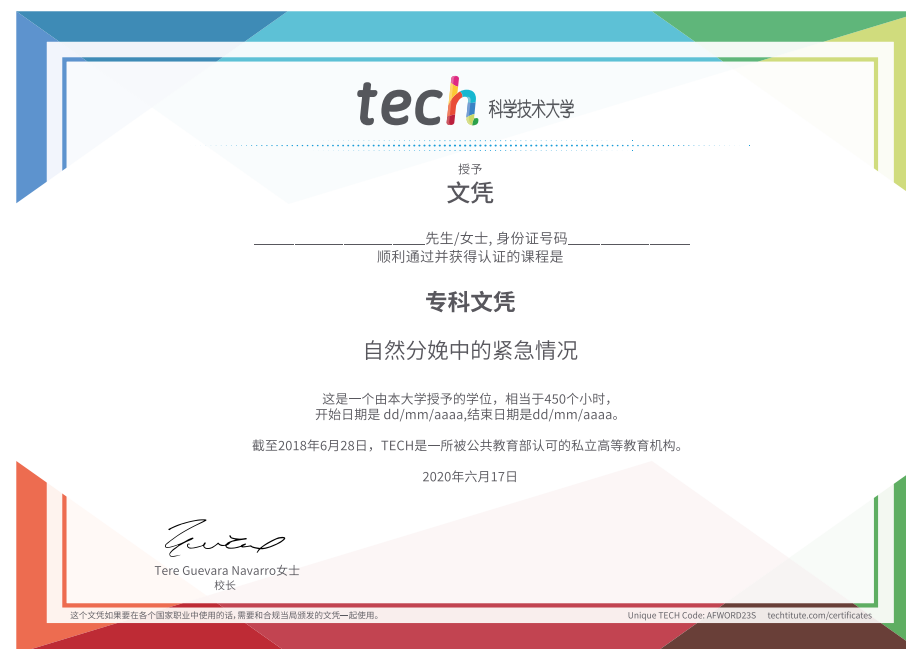 tech 科学技术大学
授予
文凭
先生/女士, 身份证号码
顺利通过并获得认证的课程是
专科文凭
自然分娩中的紧急情况
这是一个由本大学授予的学位，相当于450个小时，
开始日期是 dd/mm/aaaa,结束日期是dd/mm/aaaa。
截至2018年6月28日，TECH是一所被公共教育部认可的私立高等教育机构。
2020年六月17日
Tere Guevara Navarro女士
校长
这个文凭如果要在各个国家职业中使用的话,需要和合规当局颁发的文凭一起使用。
Unique TECH Code: AFWORD23S techtitute.com/certificates